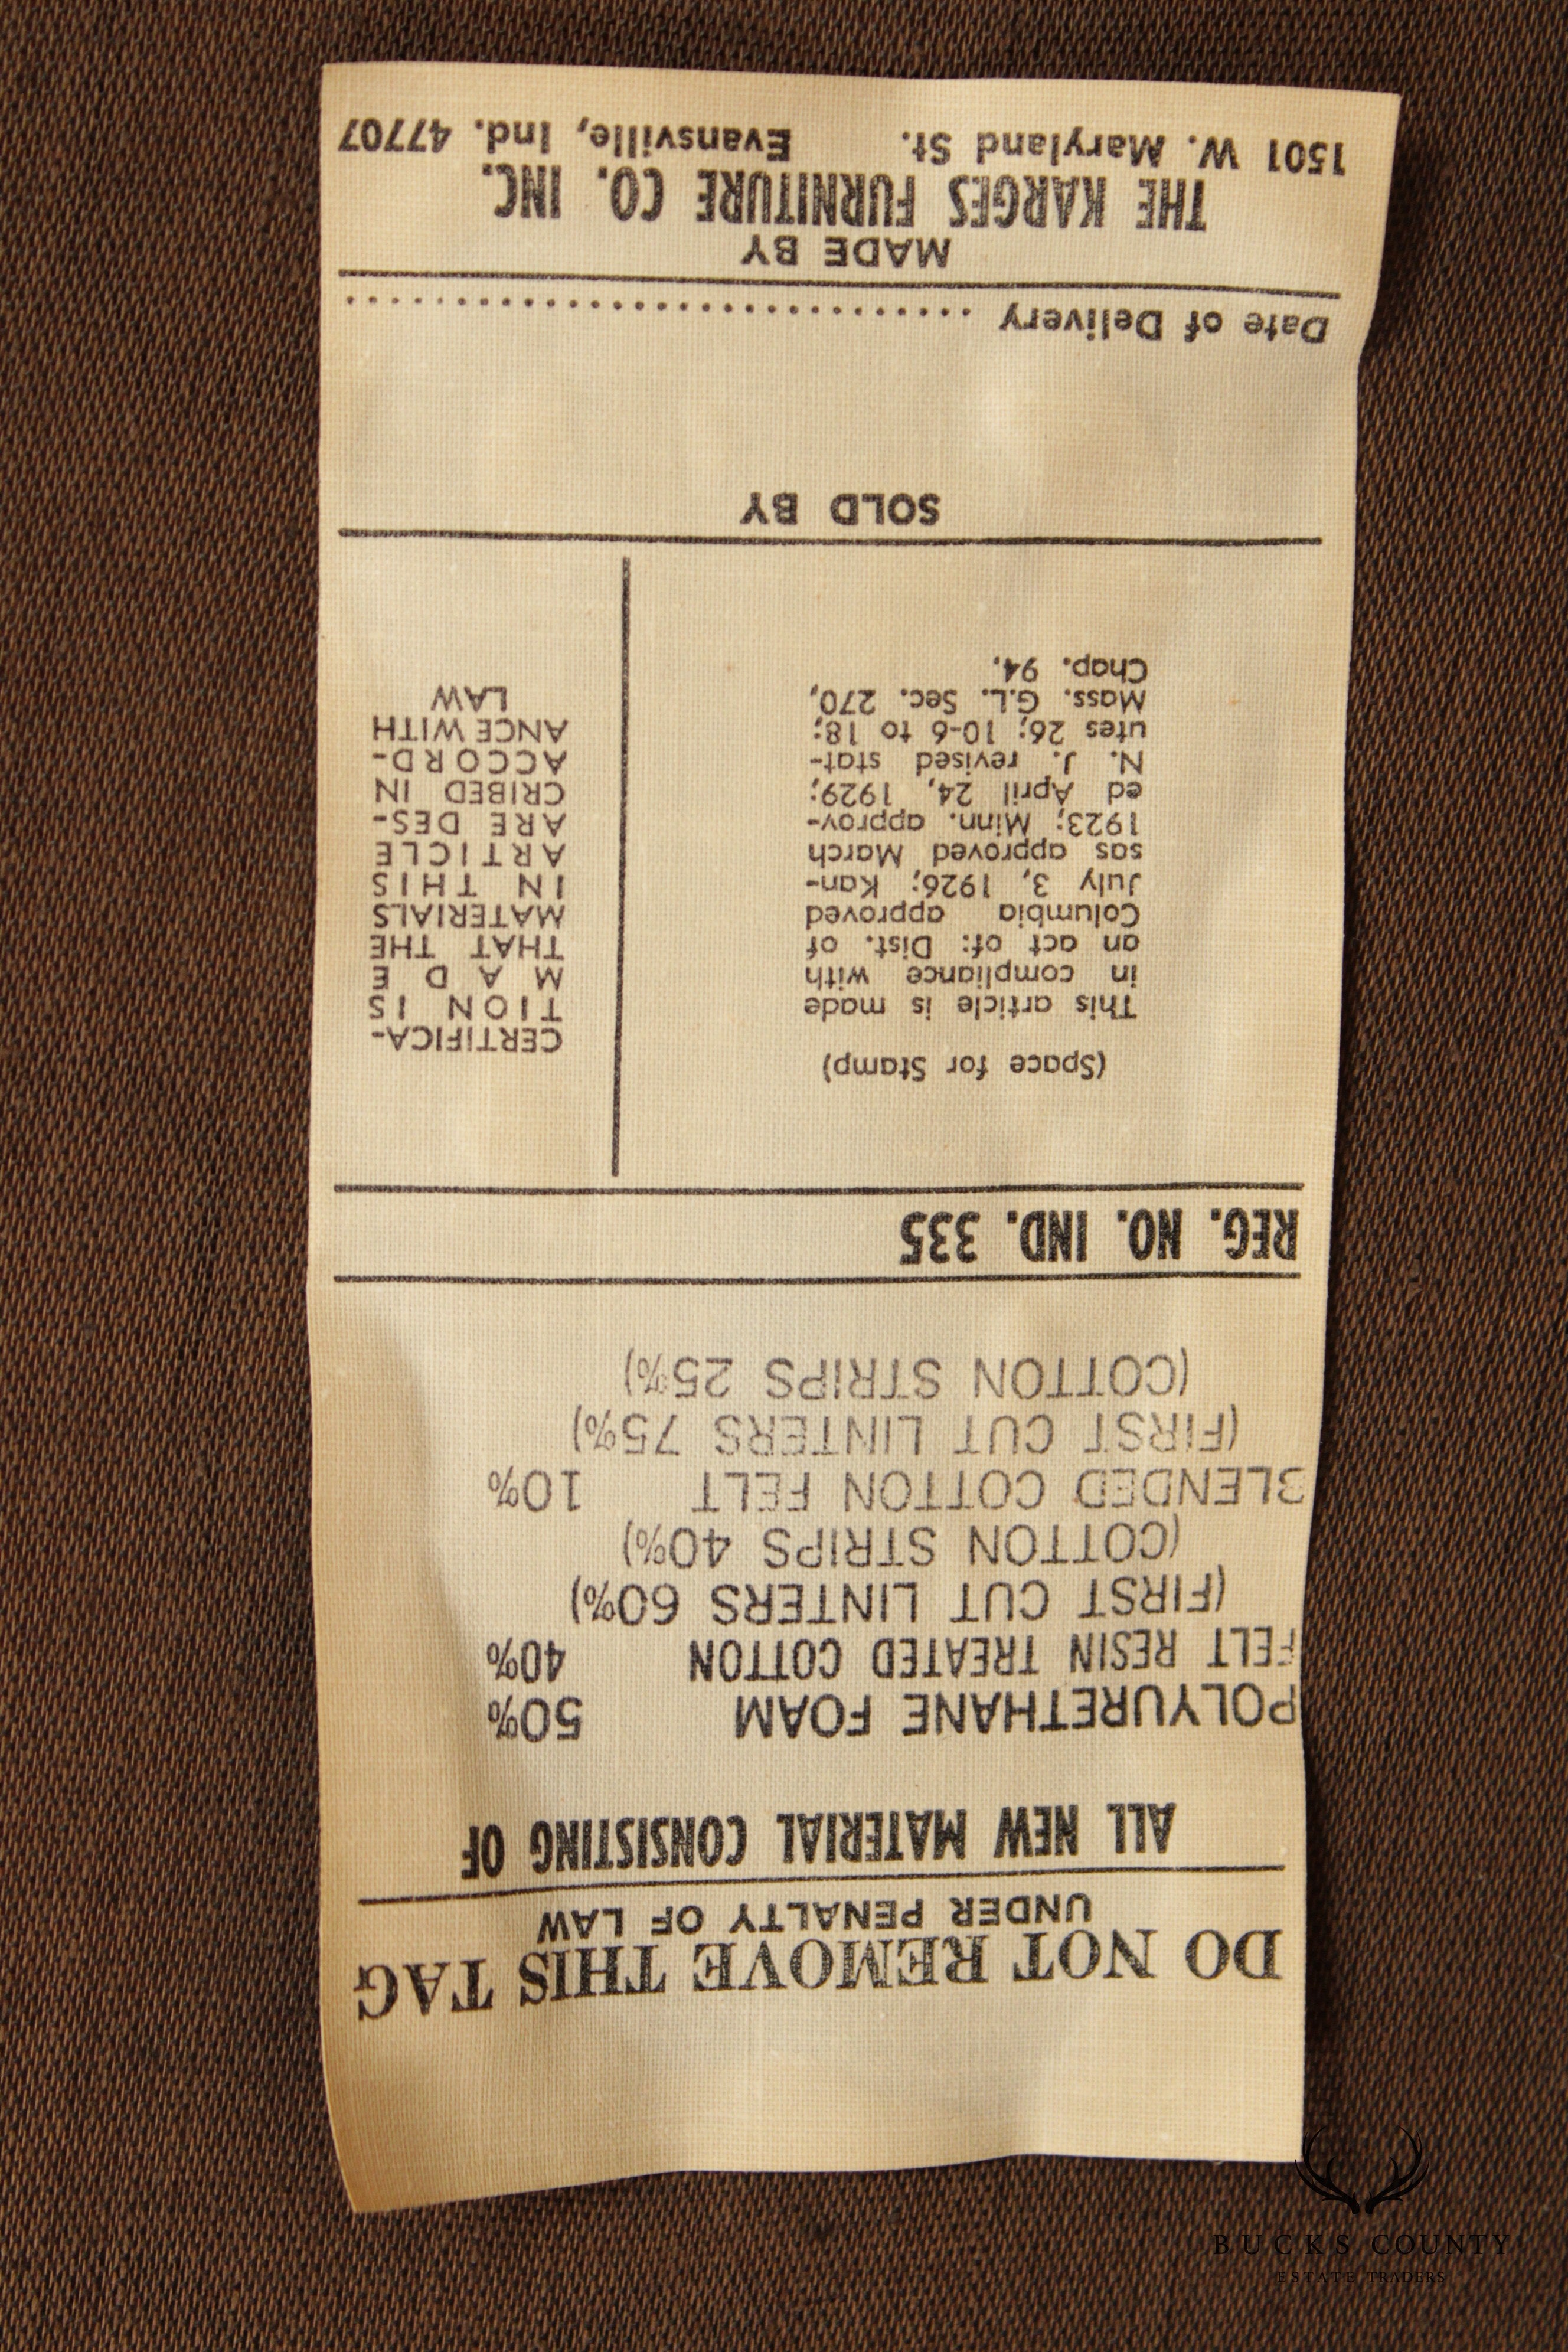 DO NOT REMOVE THIS TAG
UNDER PENALTY OF LAW
ALL NEW MATERIAL CONSISTING OF
POLYURETHANE FOAM 50%
FELT RESIN TREATED COTTON 40%
(FIRST CUT LINTERS 60%)
(COTTON STRIPS 40%)
BLENDED COTTON FELT 10%
(FIRST CUT LINTERS 75%)
(COTTON STRIPS 25%)
REG. NO. IND. 335
(Space for Stamp)
This article is made
in compliance with
an act of: Dist. of
Columbia approved
July 3, 1926; Kan-
sas approved March
1923; Minn. approv-
ed April 24, 1929;
N. J. revised stat-
utes 26; 10-6 to 18;
Mass. G.L. Sec. 270,
Chap. 94.
CERTIFICA-
TION IS
MADE
THAT THE
MATERIALS
IN THIS
ARTICLE
ARE DES-
CRIBED IN
ACCORD-
ANCE WITH
LAW
SOLD BY
Date of Delivery ..............................
MADE BY
THE KARGES FURNITURE CO. INC.
1501 W. Maryland St. Evansville, Ind. 47707
BUCKS COUNTY
ESTATE TRADERS